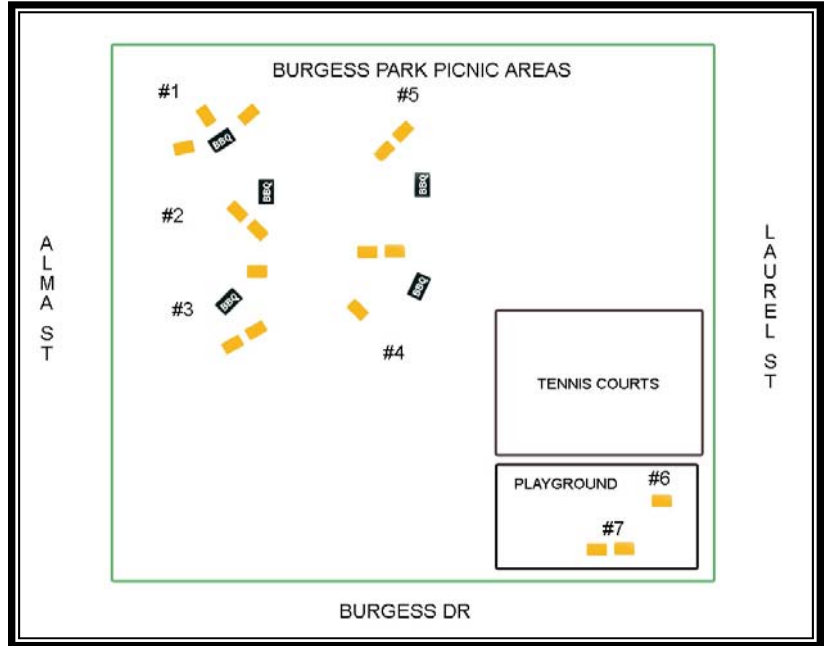 BURGESS PARK PICNIC AREAS
#1
#5
BBQ
BBQ
BBQ
#2
ALMA ST
LAUREL ST
#3
BBQ
BBQ
#4
TENNIS COURTS
PLAYGROUND
#6
#7
BURGESS DR